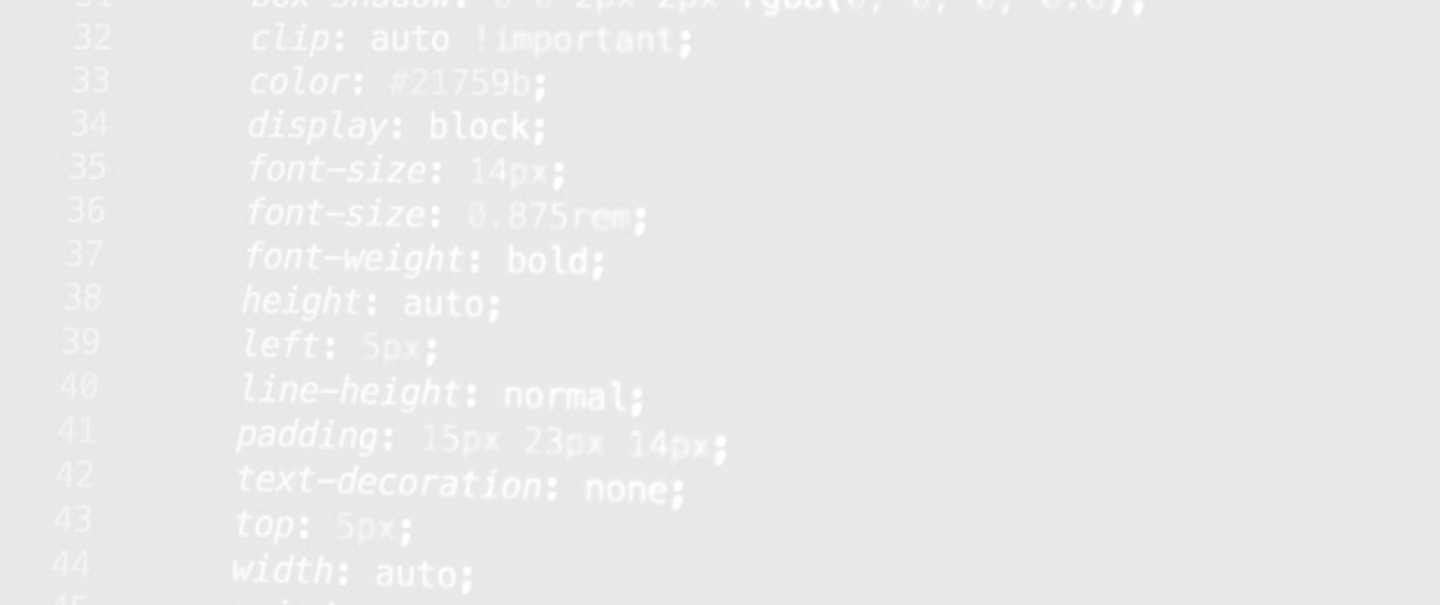 31 box-shadow: 0 0 2px 2px rgba(0, 0, 0, 0.6);
32 clip: auto !important;
33 color: #21759b;
34 display: block;
35 font-size: 14px;
36 font-size: 0.875rem;
37 font-weight: bold;
38 height: auto;
39 left: 5px;
40 line-height: normal;
41 padding: 15px 23px 14px;
42 text-decoration: none;
43 top: 5px;
44 width: auto;
45